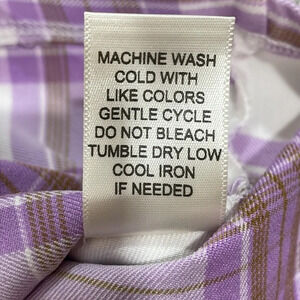 MACHINE WASH
COLD WITH
LIKE COLORS
GENTLE CYCLE
DO NOT BLEACH
TUMBLE DRY LOW
COOL IRON
IF NEEDED